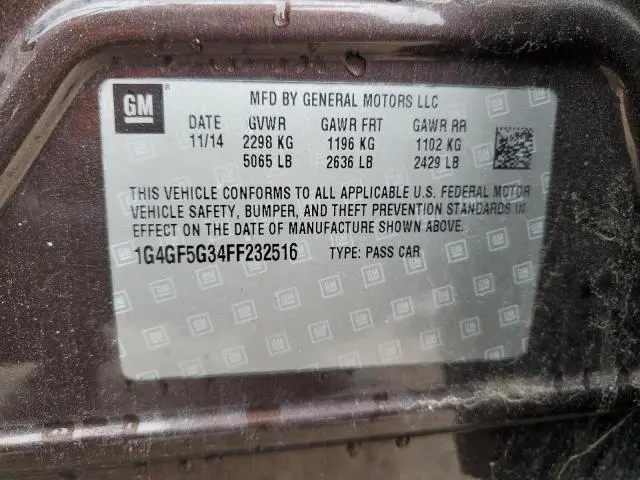 GM
MFD BY GENERAL MOTORS LLC
DATE GVWR GAWR FRT GAWR RR
11/14 2298 KG 1196 KG 1102 KG
5065 LB 2636 LB 2429 LB
THIS VEHICLE CONFORMS TO ALL APPLICABLE U.S. FEDERAL MOTOR
VEHICLE SAFETY, BUMPER, AND THEFT PREVENTION STANDARDS IN
EFFECT ON THE DATE OF MANUFACTURE SHOWN ABOVE.
1G4GF5G34FF232516 TYPE: PASS CAR